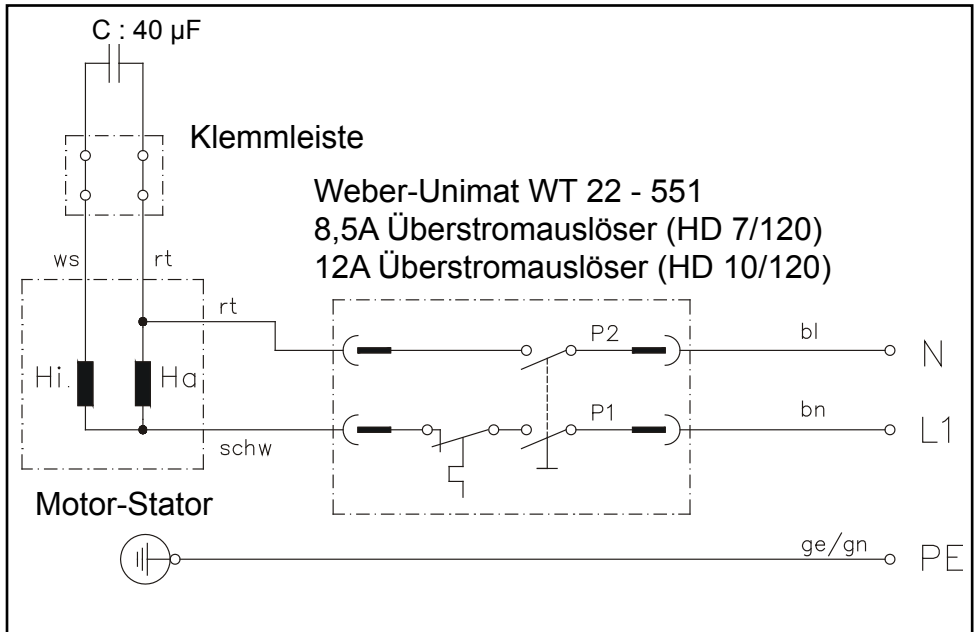 C : 40 µF
Klemmleiste
Weber-Unimat WT 22 - 551
8,5A Überstromauslöser (HD 7/120)
12A Überstromauslöser (HD 10/120)
ws
rt
rt
P2
bl
N
Hi.
Ha
P1
bn
L1
schw
Motor-Stator
ge/gn
PE